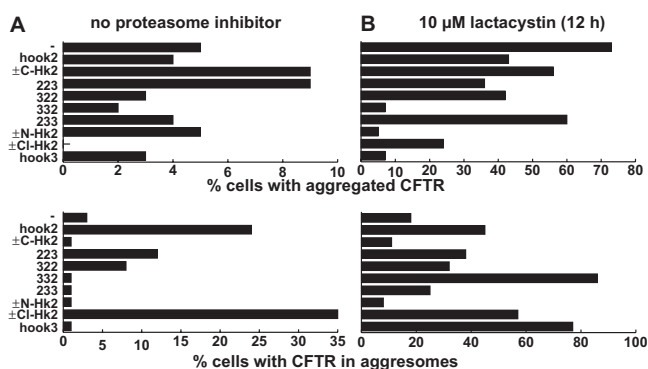 A
no proteasome inhibitor
B
10 µM lactacystin (12 h)
-
hook2
±C-Hk2
223
322
332
233
±N-Hk2
±Cl-Hk2
hook3
0 2 4 6 8 10
0 10 20 30 40 50 60 70 80
% cells with aggregated CFTR
-
hook2
±C-Hk2
223
322
332
233
±N-Hk2
±Cl-Hk2
hook3
0 5 10 15 20 25 30 35
0 20 40 60 80 100
% cells with CFTR in aggresomes